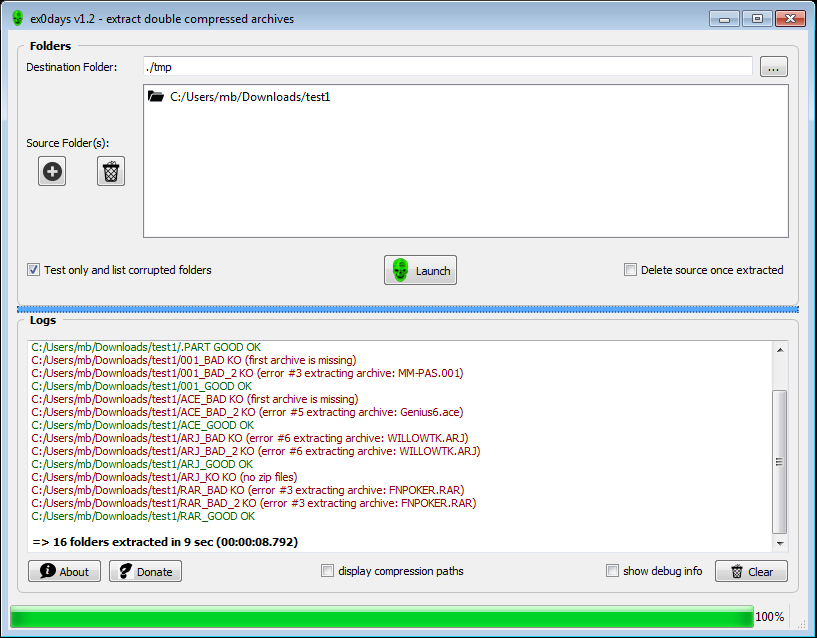 ex0days v1.2 - extract double compressed archives
Folders
Destination Folder:
./tmp
...
C:/Users/mb/Downloads/test1
Source Folder(s):
Test only and list corrupted folders
Launch
Delete source once extracted
Logs
C:/Users/mb/Downloads/test1/.PART GOOD OK
C:/Users/mb/Downloads/test1/001_BAD KO (first archive is missing)
C:/Users/mb/Downloads/test1/001_BAD_2 KO (error #3 extracting archive: MM-PAS.001)
C:/Users/mb/Downloads/test1/001_GOOD OK
C:/Users/mb/Downloads/test1/ACE_BAD KO (first archive is missing)
C:/Users/mb/Downloads/test1/ACE_BAD_2 KO (error #5 extracting archive: Genius6.ace)
C:/Users/mb/Downloads/test1/ACE_GOOD OK
C:/Users/mb/Downloads/test1/ARJ_BAD KO (error #6 extracting archive: WILLOWTK.ARJ)
C:/Users/mb/Downloads/test1/ARJ_BAD_2 KO (error #6 extracting archive: WILLOWTK.ARJ)
C:/Users/mb/Downloads/test1/ARJ_GOOD OK
C:/Users/mb/Downloads/test1/ARJ_KO KO (no zip files)
C:/Users/mb/Downloads/test1/RAR_BAD KO (error #3 extracting archive: FNPOKER.RAR)
C:/Users/mb/Downloads/test1/RAR_BAD_2 KO (error #3 extracting archive: FNPOKER.RAR)
C:/Users/mb/Downloads/test1/RAR_GOOD OK
=> 16 folders extracted in 9 sec (00:00:08.792)
About
Donate
display compression paths
show debug info
Clear
100%